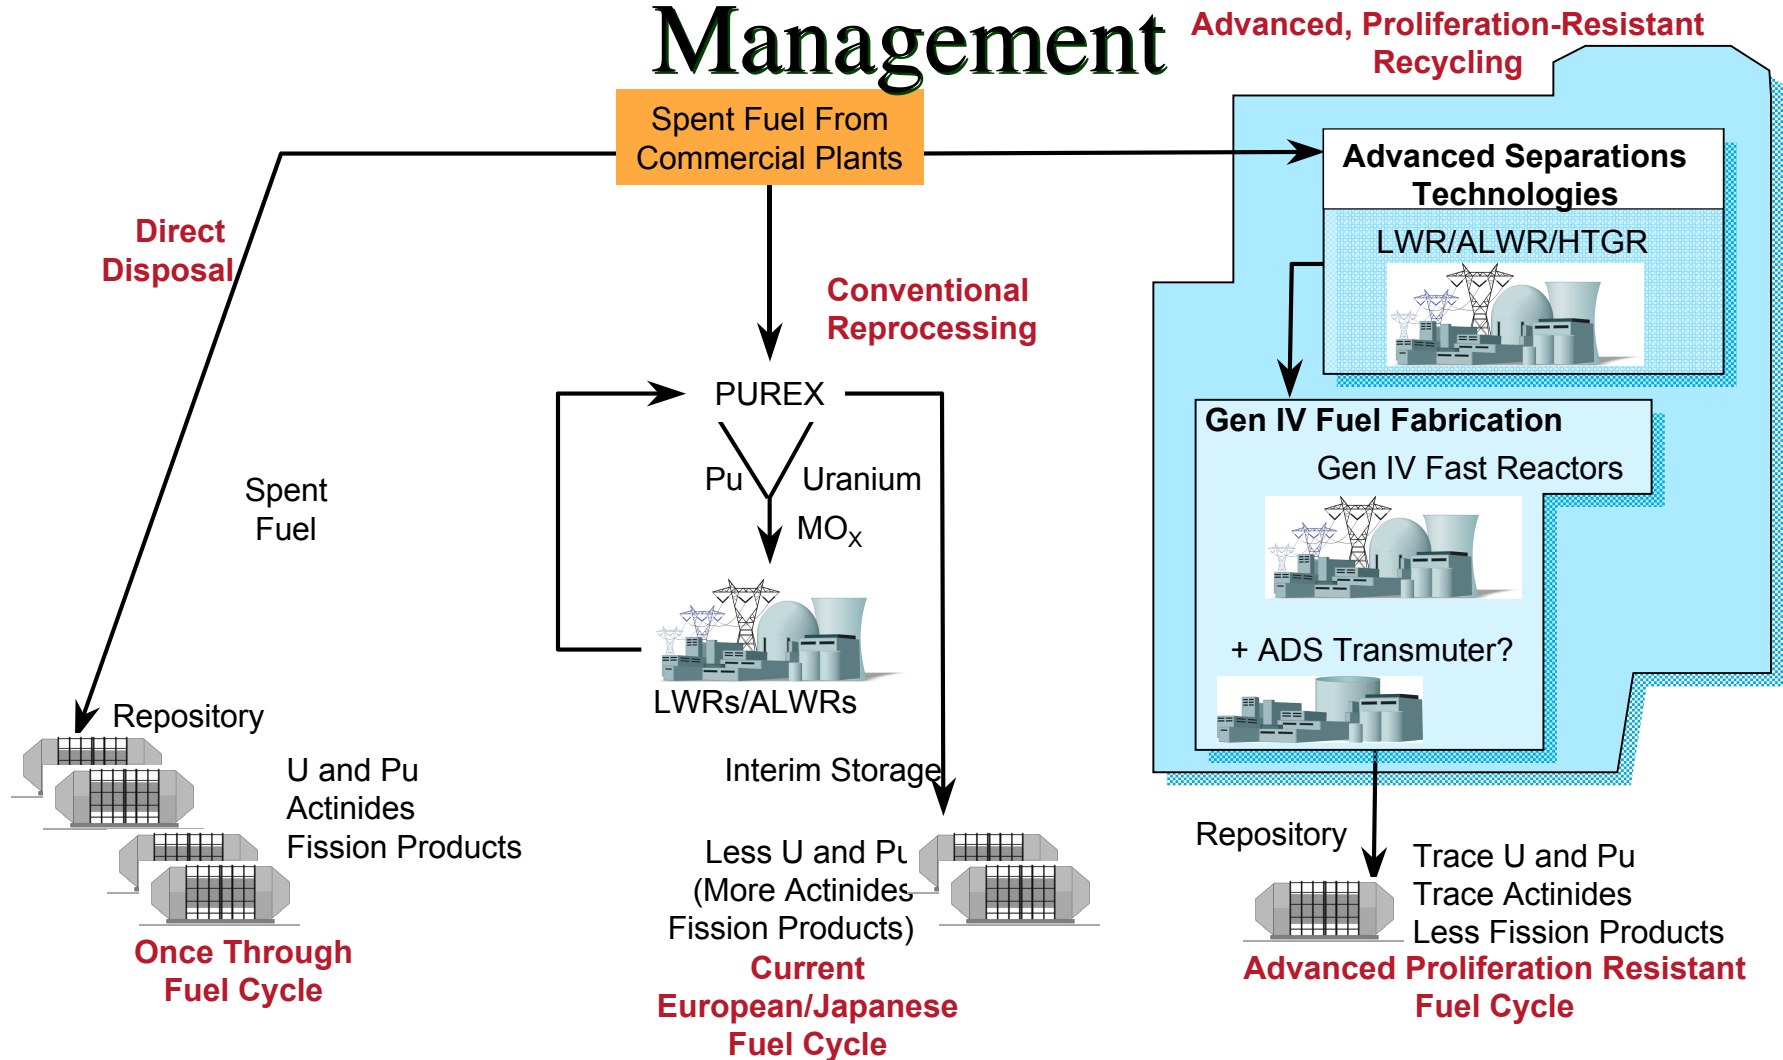 Management
Advanced, Proliferation-Resistant
Recycling
Spent Fuel From
Commercial Plants
Direct
Disposal
Conventional
Reprocessing
Advanced Separations
Technologies
LWR/ALWR/HTGR
PUREX
Pu
Uranium
MOX
LWRs/ALWRs
Gen IV Fuel Fabrication
Gen IV Fast Reactors
+ ADS Transmuter?
Spent
Fuel
Repository
U and Pu
Actinides
Fission Products
Once Through
Fuel Cycle
Interim Storage
Less U and Pu
(More Actinides
Fission Products)
Current
European/Japanese
Fuel Cycle
Repository
Trace U and Pu
Trace Actinides
Less Fission Products
Advanced Proliferation Resistant
Fuel Cycle